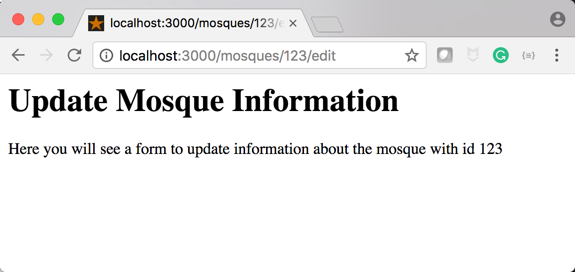 localhost:3000/mosques/123/e
localhost:3000/mosques/123/edit
Update Mosque Information
Here you will see a form to update information about the mosque with id 123